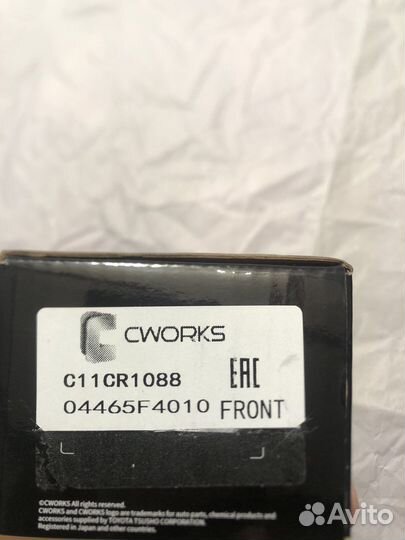 CWORKS
C11CR1088 EAC
04465F4010 FRONT
©CWORKS All rights reserved.
CWORKS and CWORKS logo are trademarks for auto parts, chemical products and
accessories supplied by TOYOTA TSUSHO CORPORATION.
Registered in Japan and other countries.
Avito